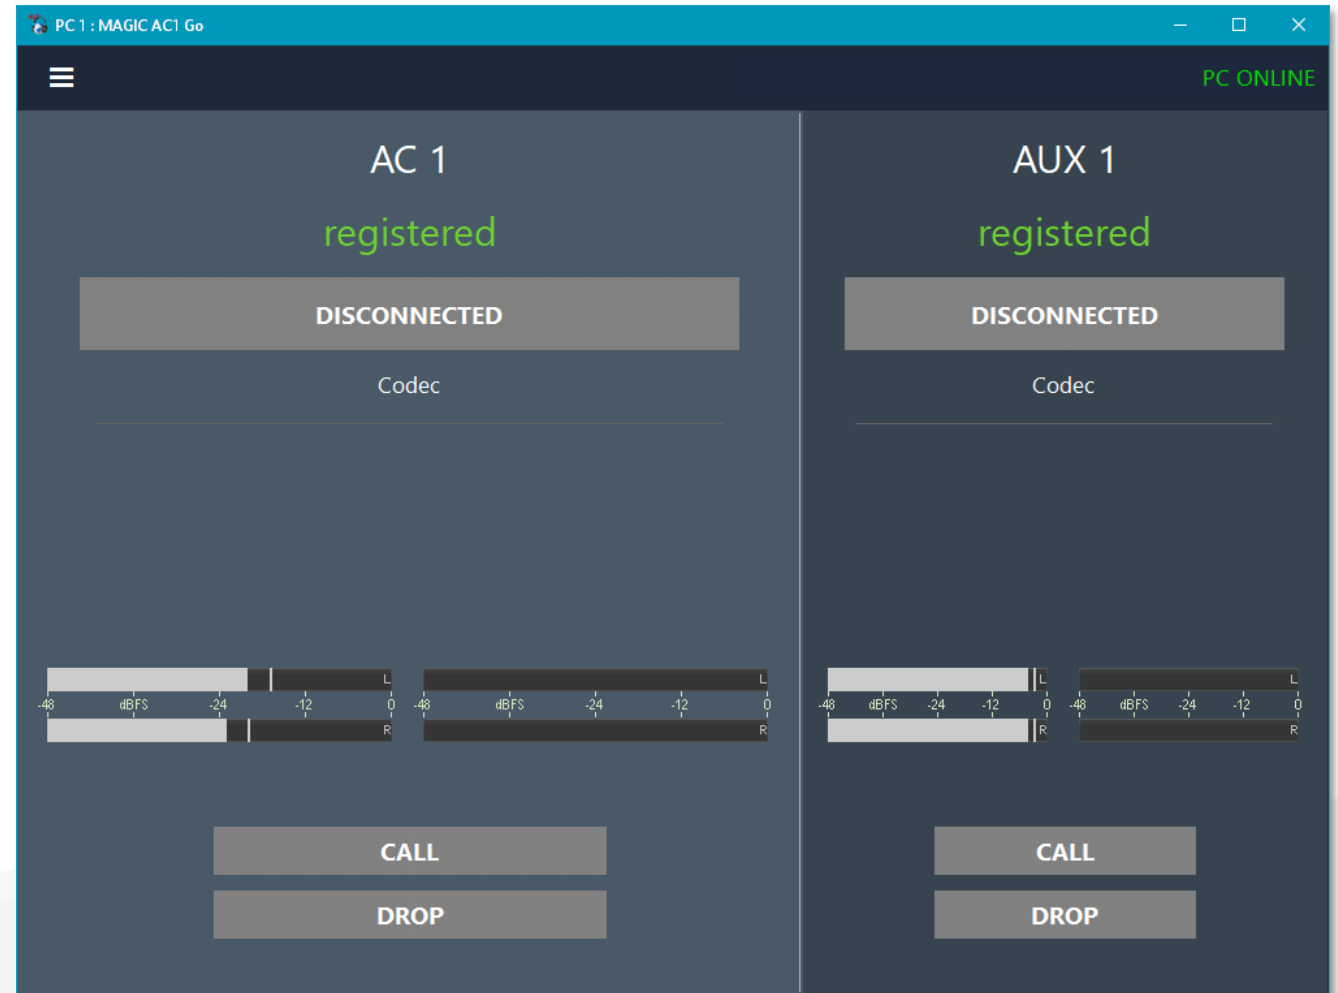 PC 1 : MAGIC AC1 Go
PC ONLINE
AC 1
registered
DISCONNECTED
Codec
L
-48 dBFS -24 -12 0
R
L
-48 dBFS -24 -12 0
R
CALL
DROP
AUX 1
registered
DISCONNECTED
Codec
L
-48 dBFS -24 -12 0
R
L
-48 dBFS -24 -12 0
R
CALL
DROP